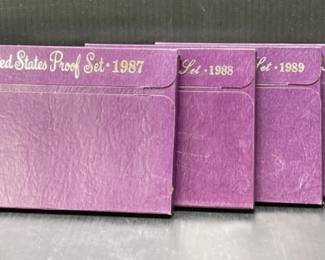 ed States Proof Set · 1987
Set · 1988
Set · 1989